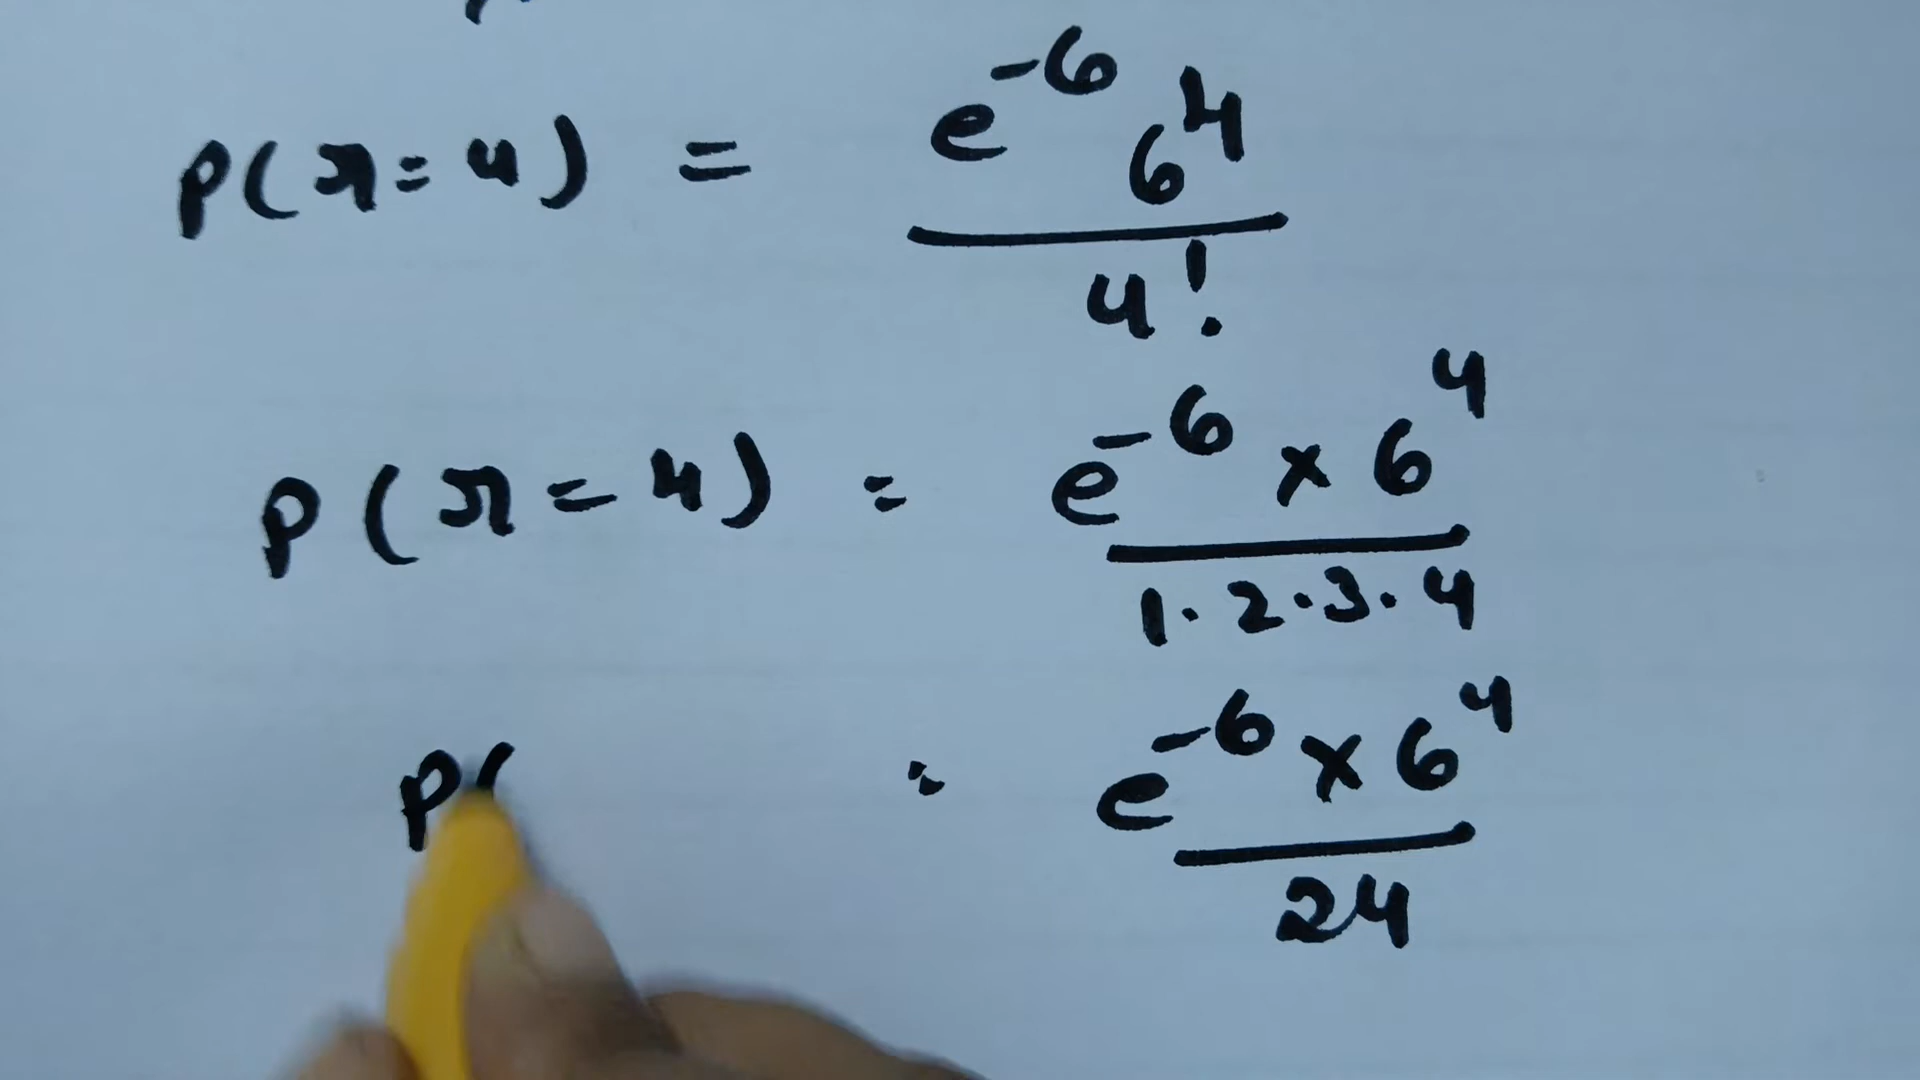 P(x=4) = e^-6 6^4 / 4!
P(x=4) = e^-6 × 6^4 / 1·2·3·4
P( = e^-6 × 6^4 / 24